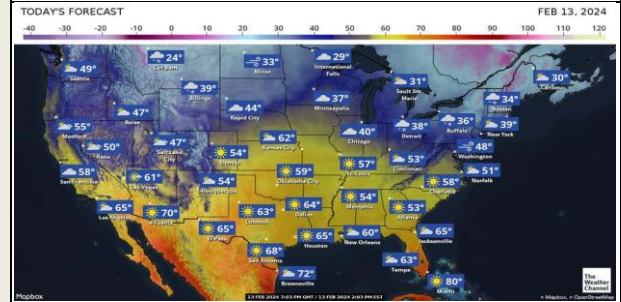 TODAY'S FORECAST
FEB 13, 2024
-40 -30 -20 -10 0 10 20 30 40 50 60 70 80 90 100 110 120
49° Seattle
24° Cut Bank
33° Minot
29° International Falls
31° Sault Ste. Marie
30° Caribou
39° Billings
44° Rapid City
37° Minneapolis
34° Boston
39° New York
36° Buffalo
38° Detroit
40° Chicago
47° Boise
55° Medford
50° Reno
47° Salt Lake City
54° Denver
62° Kansas City
57° St. Louis
53° Cincinnati
48° Washington
51° Norfolk
58° San Francisco
61° Las Vegas
54° Albuquerque
59° Oklahoma City
54° Memphis
58° Charlotte
53° Atlanta
65° Los Angeles
70° Phoenix
65° El Paso
63° Lubbock
64° Dallas
68° San Antonio
65° Houston
60° New Orleans
65° Jacksonville
63° Tampa
80° Miami
72° Brownsville
The Weather Channel
Mapbox
13 FEB 2024 7:03 PM GMT | 13 FEB 2024 2:03 PM EST
© Mapbox, © OpenStreetMap